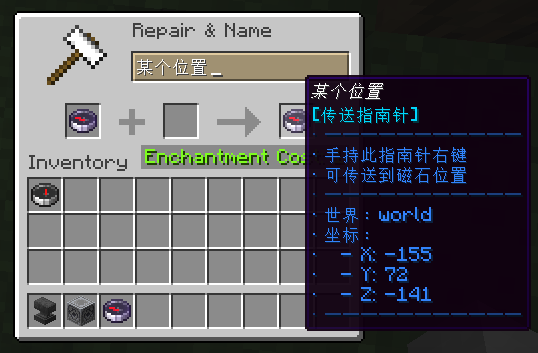 Repair & Name
某个位置_
某个位置
[传送指南针]
Enchantment Cos
· 手持此指南针右键
· 可传送到磁石位置
Inventory
· 世界：world
· 坐标：
· - X: -155
· - Y: 72
· - Z: -141